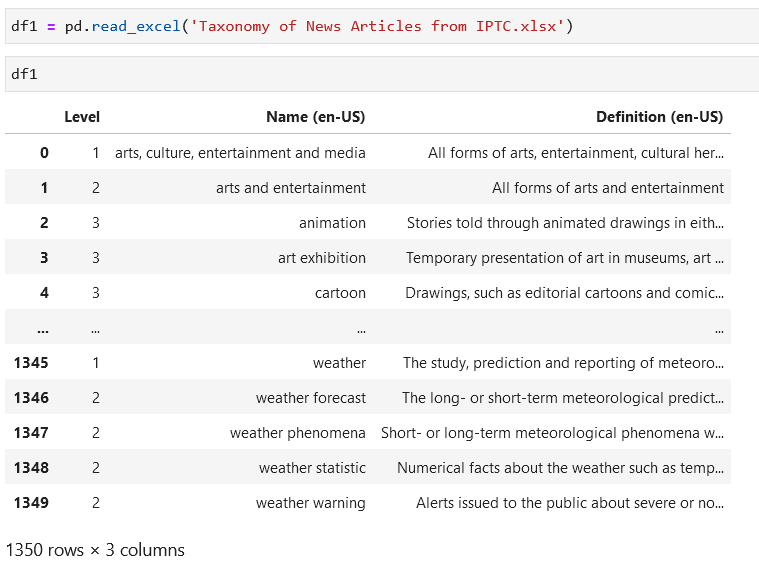 df1 = pd.read_excel('Taxonomy of News Articles from IPTC.xlsx')
df1
Level Name (en-US) Definition (en-US)
0 1 arts, culture, entertainment and media All forms of arts, entertainment, cultural her...
1 2 arts and entertainment All forms of arts and entertainment
2 3 animation Stories told through animated drawings in eith...
3 3 art exhibition Temporary presentation of art in museums, art ...
4 3 cartoon Drawings, such as editorial cartoons and comic...
... ... ... ...
1345 1 weather The study, prediction and reporting of meteoro...
1346 2 weather forecast The long- or short-term meteorological predict...
1347 2 weather phenomena Short- or long-term meteorological phenomena w...
1348 2 weather statistic Numerical facts about the weather such as temp...
1349 2 weather warning Alerts issued to the public about severe or no...
1350 rows × 3 columns